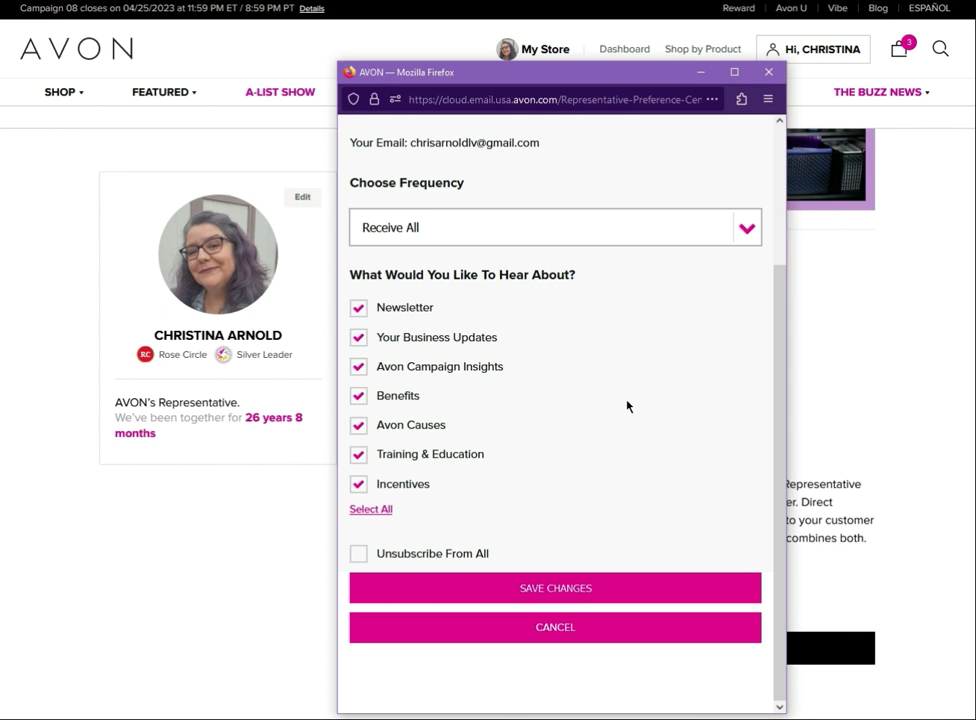 Campaign 08 closes on 04/25/2023 at 11:59 PM ET / 8:59 PM PT Details
Reward Avon U Vibe Blog ESPAÑOL
AVON
My Store Dashboard Shop by Product Hi, CHRISTINA 3
SHOP FEATURED A-LIST SHOW THE BUZZ NEWS
AVON — Mozilla Firefox
https://cloud.email.usa.avon.com/Representative-Preference-Cer
Your Email: chrisarnoldlv@gmail.com
Choose Frequency
Receive All
What Would You Like To Hear About?
Newsletter
Your Business Updates
Avon Campaign Insights
Benefits
Avon Causes
Training & Education
Incentives
Select All
Unsubscribe From All
SAVE CHANGES
CANCEL
Edit
CHRISTINA ARNOLD
RC Rose Circle Silver Leader
AVON's Representative.
We've been together for 26 years 8
months
Representative
er. Direct
to your customer
combines both.